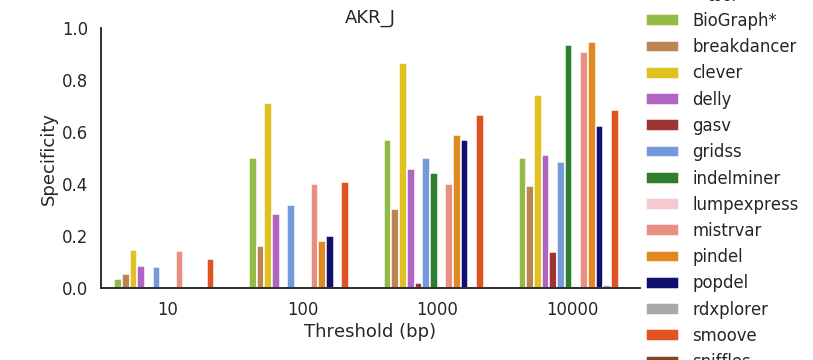 AKR_J
1.0
0.8
0.6
0.4
0.2
0.0
Specificity
10 100 1000 10000
Threshold (bp)
BioGraph*
breakdancer
clever
delly
gasv
gridss
indelminer
lumpexpress
mistrvar
pindel
popdel
rdxplorer
smoove
sniffles